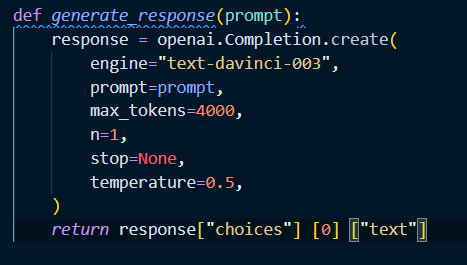 def generate_response(prompt):
    response = openai.Completion.create(
        engine="text-davinci-003",
        prompt=prompt,
        max_tokens=4000,
        n=1,
        stop=None,
        temperature=0.5,
    )
    return response["choices"] [0] ["text"]